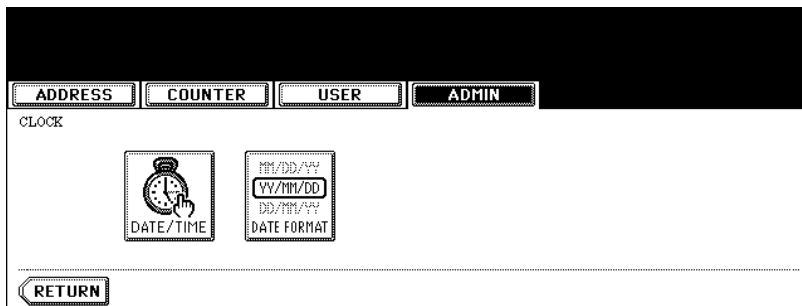 ADDRESS COUNTER USER ADMIN
CLOCK
MM/DD/YY
YY/MM/DD
DD/MM/YY
DATE/TIME DATE FORMAT
RETURN